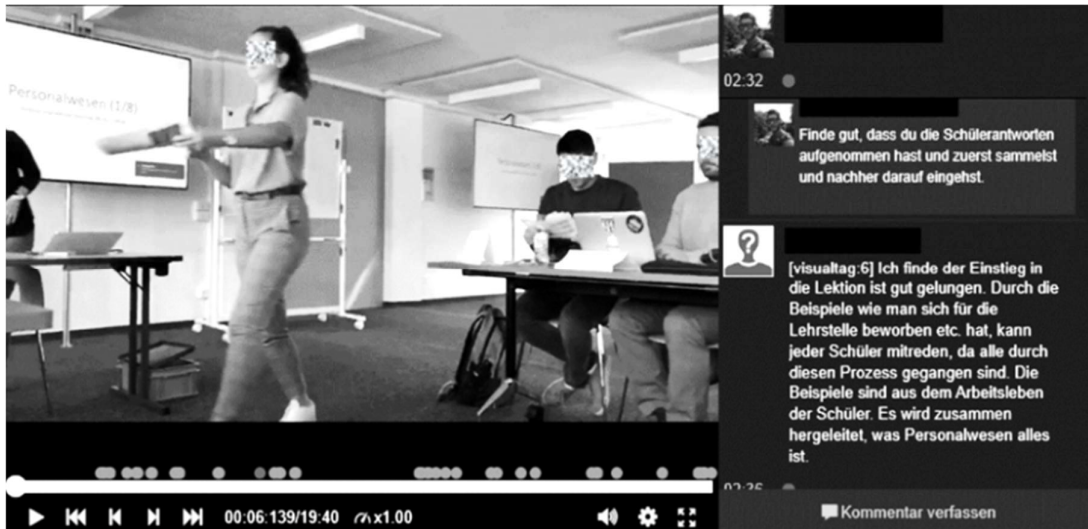 Personalwesen (1/8)
02:32
Finde gut, dass du die Schülerantworten
aufgenommen hast und zuerst sammelst
und nachher darauf eingehst.
[visualtag:6] Ich finde der Einstieg in
die Lektion ist gut gelungen. Durch die
Beispiele wie man sich für die
Lehrstelle beworben etc. hat, kann
jeder Schüler mitreden, da alle durch
diesen Prozess gegangen sind. Die
Beispiele sind aus dem Arbeitsleben
der Schüler. Es wird zusammen
hergeleitet, was Personalwesen alles
ist.
02:35
00:06:139/19:40 x1.00
Kommentar verfassen